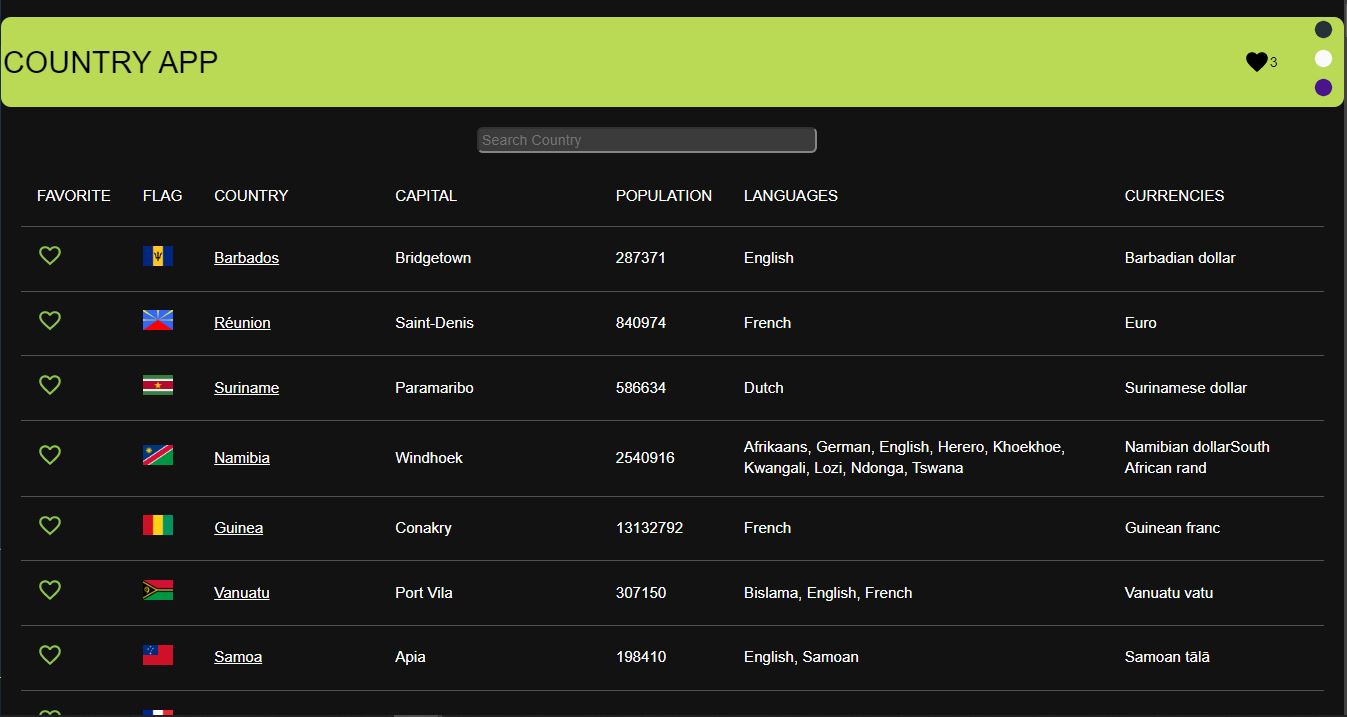 COUNTRY APP
3
Search Country
FAVORITE FLAG COUNTRY CAPITAL POPULATION LANGUAGES CURRENCIES
Barbados Bridgetown 287371 English Barbadian dollar
Réunion Saint-Denis 840974 French Euro
Suriname Paramaribo 586634 Dutch Surinamese dollar
Namibia Windhoek 2540916 Afrikaans, German, English, Herero, Khoekhoe, Namibian dollarSouth
Kwangali, Lozi, Ndonga, Tswana African rand
Guinea Conakry 13132792 French Guinean franc
Vanuatu Port Vila 307150 Bislama, English, French Vanuatu vatu
Samoa Apia 198410 English, Samoan Samoan tālā